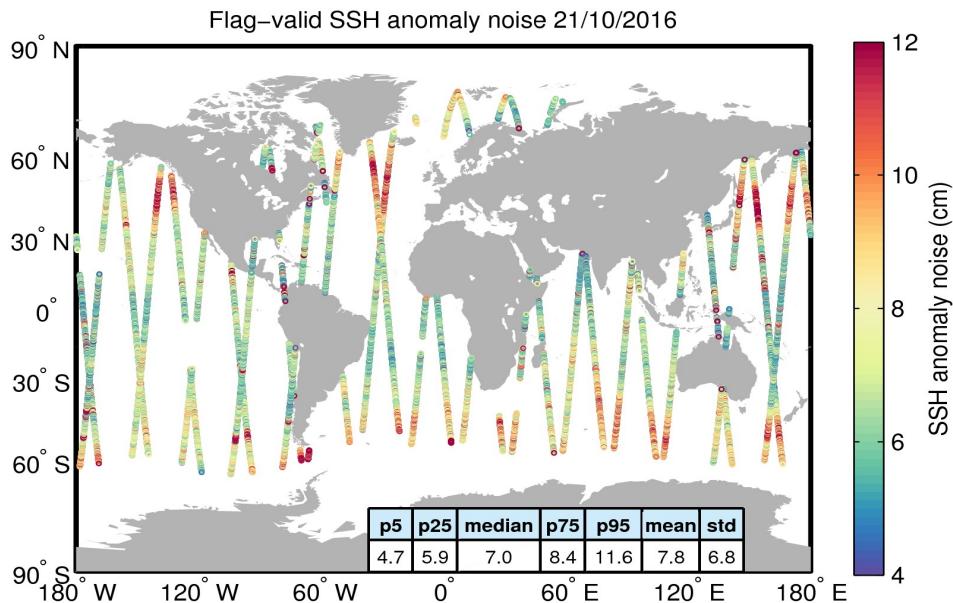 Flag–valid SSH anomaly noise 21/10/2016
90° N
60° N
30° N
0°
30° S
60° S
90° S
180° W
120° W
60° W
0°
60° E
120° E
180° E
p5 p25 median p75 p95 mean std
4.7 5.9 7.0 8.4 11.6 7.8 6.8
12
10
8
6
4
SSH anomaly noise (cm)